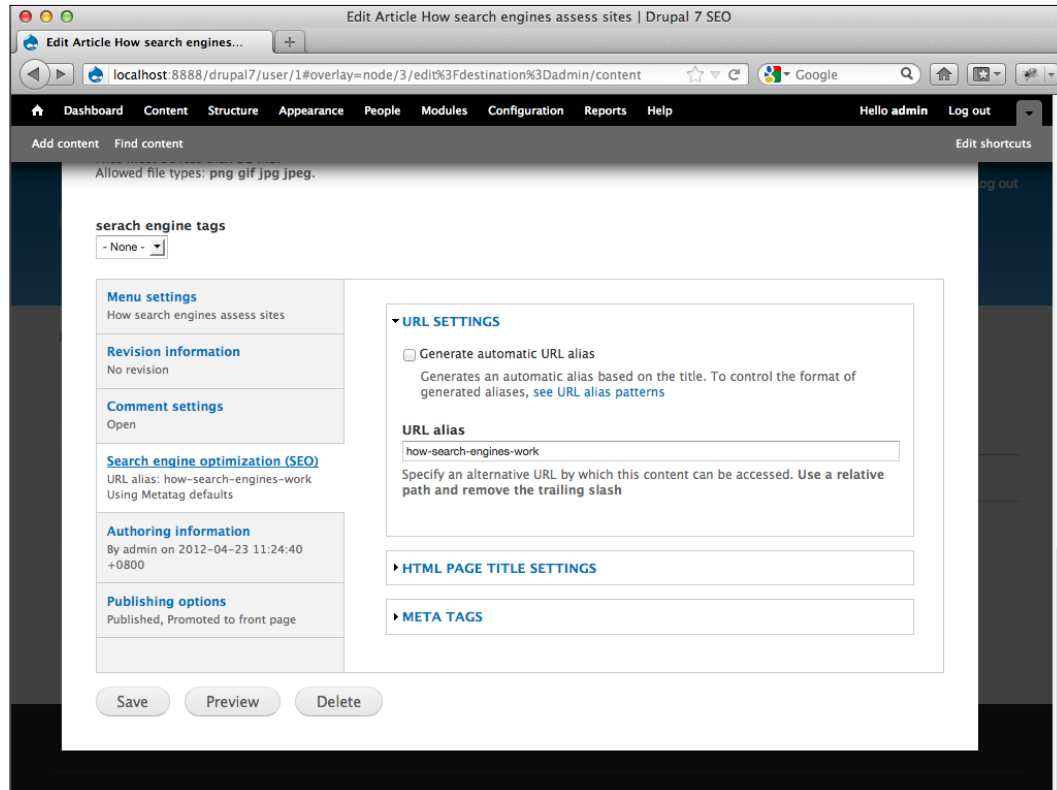 Edit Article How search engines assess sites | Drupal 7 SEO
Edit Article How search engines...
localhost:8888/drupal7/user/1#overlay=node/3/edit%3Fdestination%3Dadmin/content
Google
Dashboard Content Structure Appearance People Modules Configuration Reports Help Hello admin Log out
Add content Find content Edit shortcuts
Allowed file types: png gif jpg jpeg.
og out
serach engine tags
- None -
Menu settings
How search engines assess sites
Revision information
No revision
Comment settings
Open
Search engine optimization (SEO)
URL alias: how-search-engines-work
Using Metatag defaults
Authoring information
By admin on 2012-04-23 11:24:40
+0800
Publishing options
Published, Promoted to front page
URL SETTINGS
Generate automatic URL alias
Generates an automatic alias based on the title. To control the format of
generated aliases, see URL alias patterns
URL alias
how-search-engines-work
Specify an alternative URL by which this content can be accessed. Use a relative
path and remove the trailing slash
HTML PAGE TITLE SETTINGS
META TAGS
Save Preview Delete